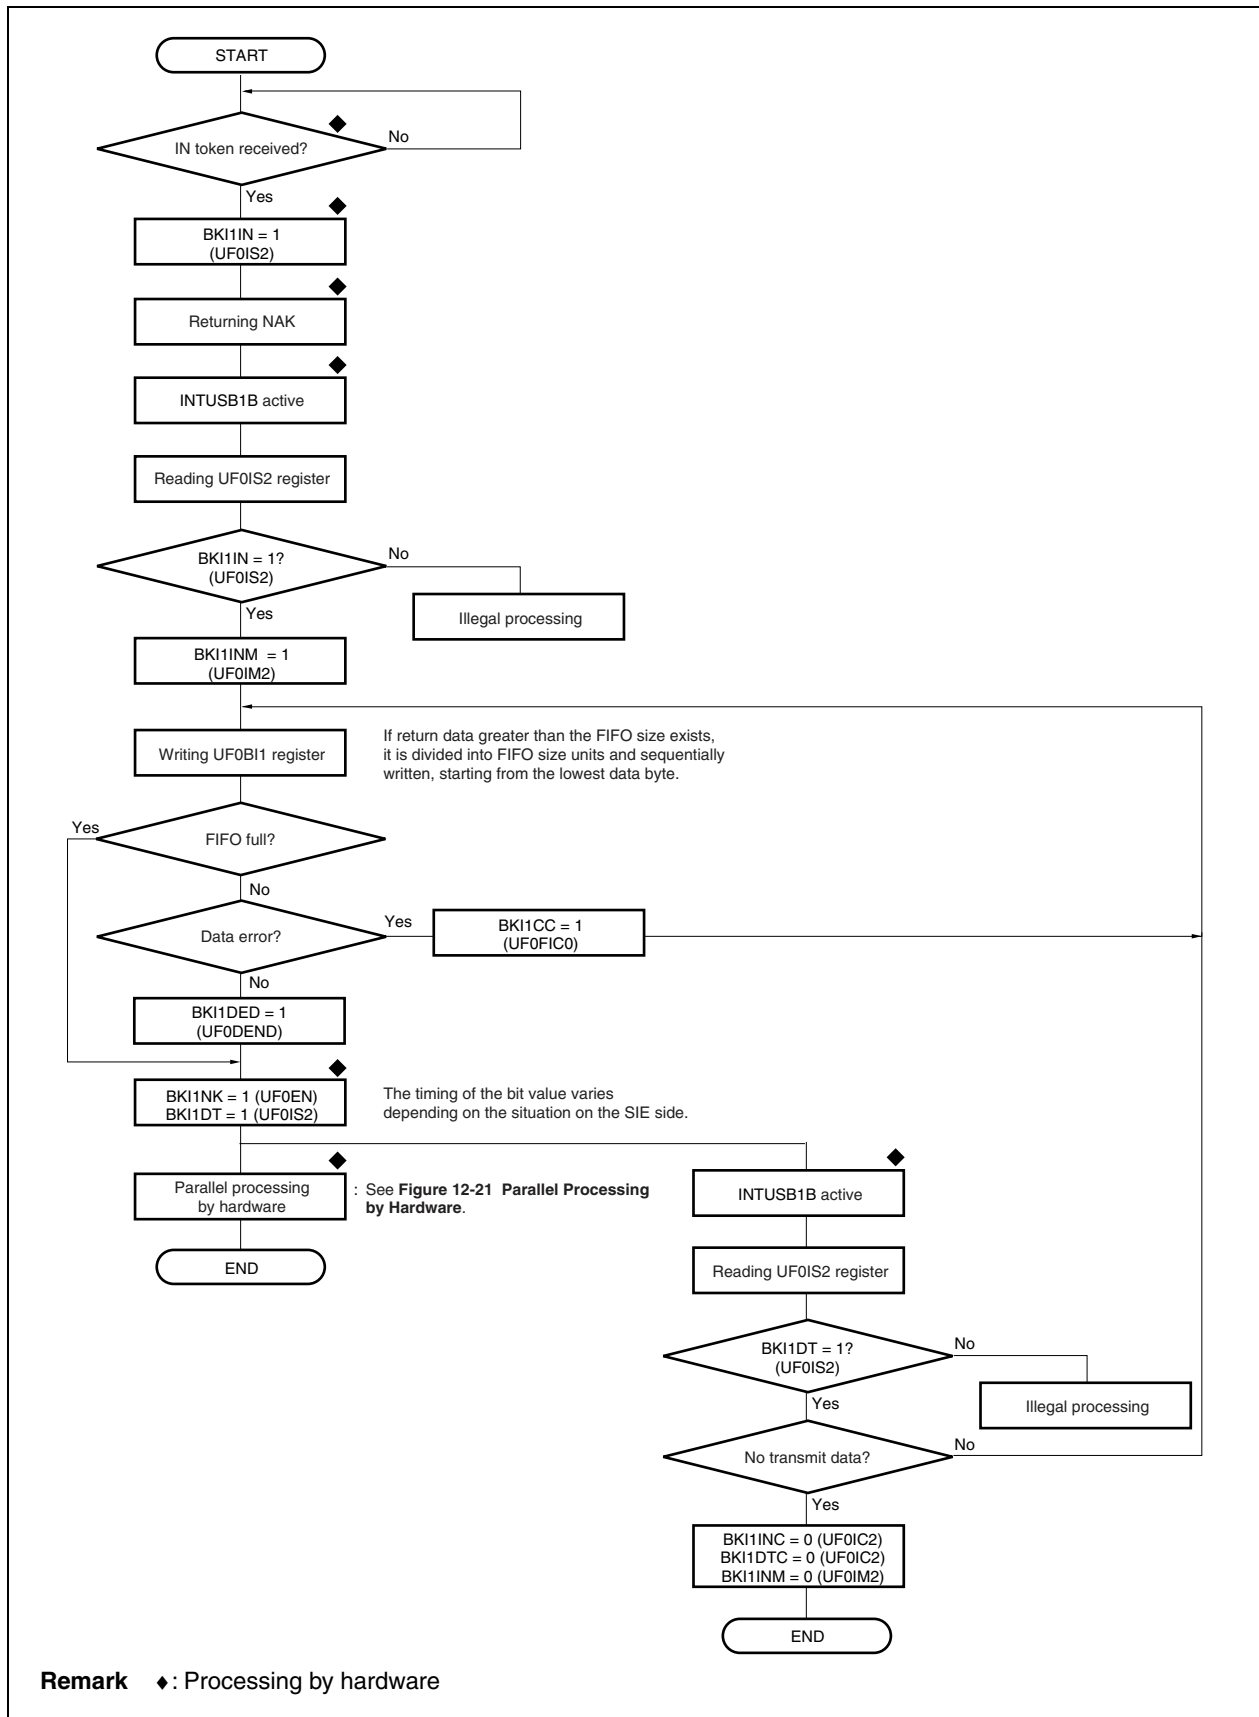 START
IN token received?
No
Yes
BKI1IN = 1
(UF0IS2)
Returning NAK
INTUSB1B active
Reading UF0IS2 register
BKI1IN = 1?
(UF0IS2)
No
Illegal processing
Yes
BKI1INM = 1
(UF0IM2)
Writing UF0BI1 register
If return data greater than the FIFO size exists,
it is divided into FIFO size units and sequentially
written, starting from the lowest data byte.
Yes
FIFO full?
No
Data error?
Yes
BKI1CC = 1
(UF0FIC0)
No
BKI1DED = 1
(UF0DEND)
BKI1NK = 1 (UF0EN)
BKI1DT = 1 (UF0IS2)
The timing of the bit value varies
depending on the situation on the SIE side.
Parallel processing
by hardware
: See Figure 12-21 Parallel Processing
by Hardware.
END
INTUSB1B active
Reading UF0IS2 register
BKI1DT = 1?
(UF0IS2)
No
Illegal processing
Yes
No transmit data?
No
Yes
BKI1INC = 0 (UF0IC2)
BKI1DTC = 0 (UF0IC2)
BKI1INM = 0 (UF0IM2)
END
Remark ♦: Processing by hardware